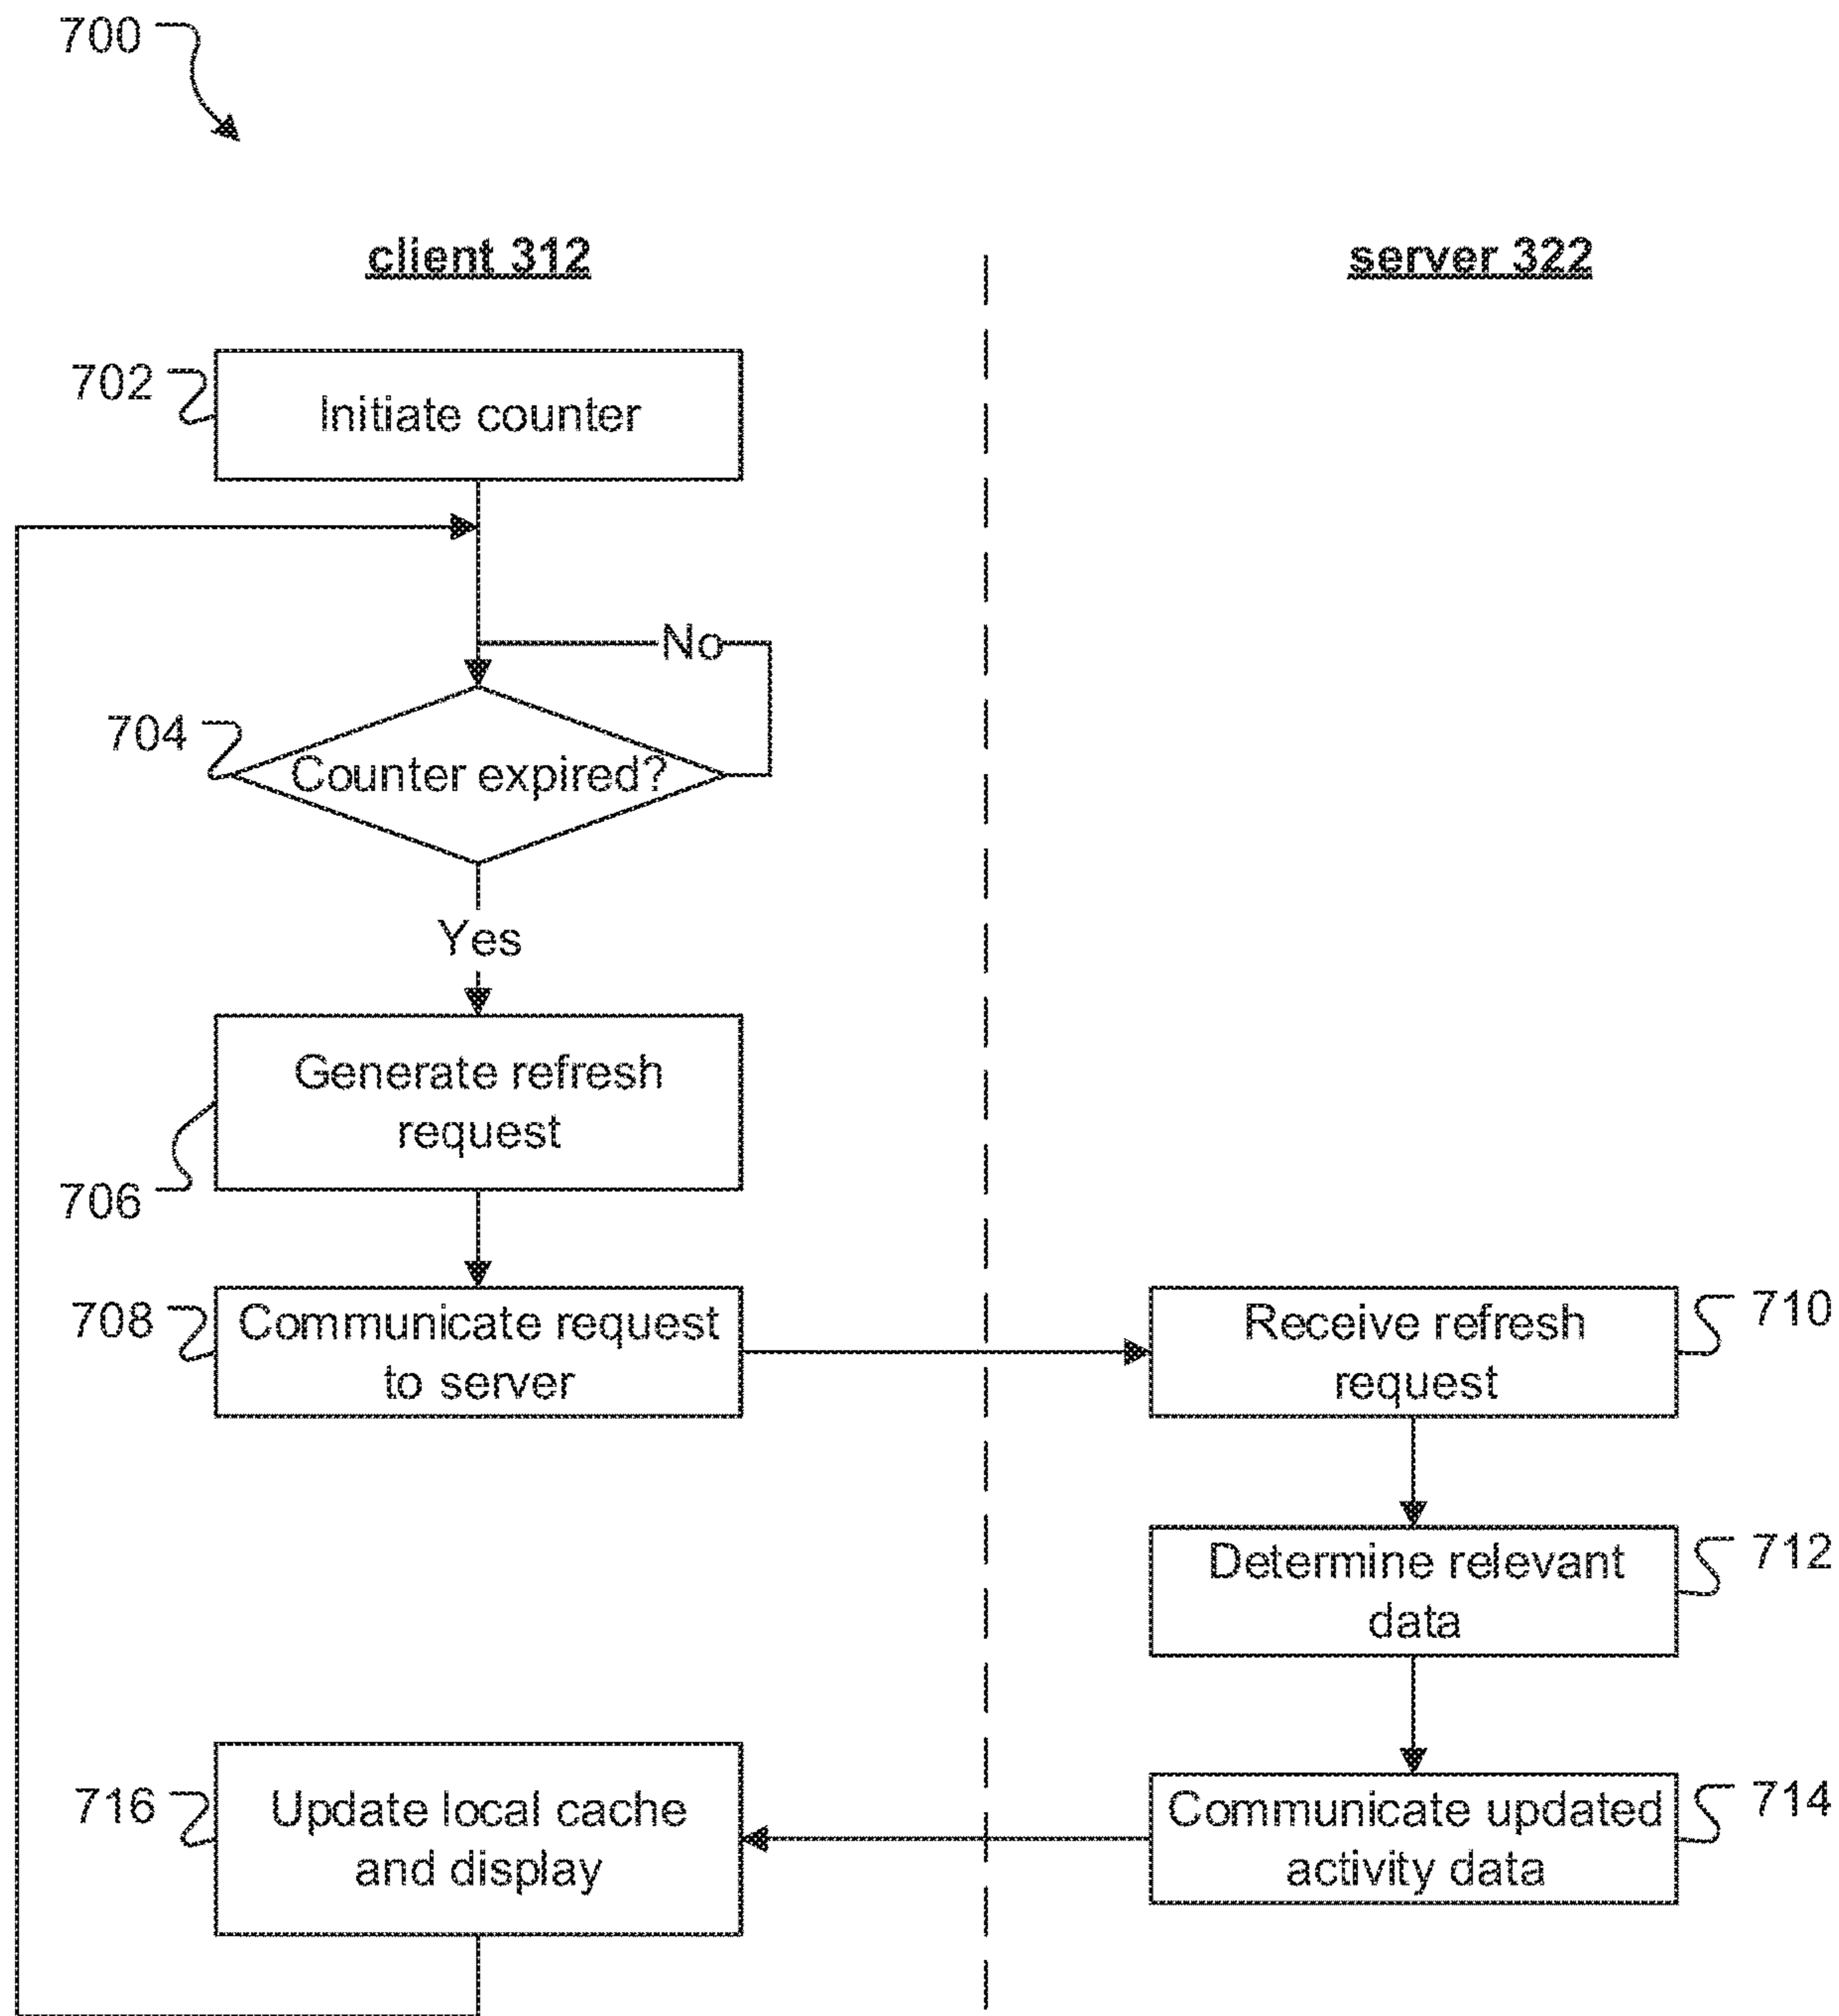 700
client 312
server 322
702
Initiate counter
No
704
Counter expired?
Yes
Generate refresh
request
706
708
Communicate request
to server
Receive refresh
request
710
Determine relevant
data
712
716
Update local cache
and display
Communicate updated
activity data
714